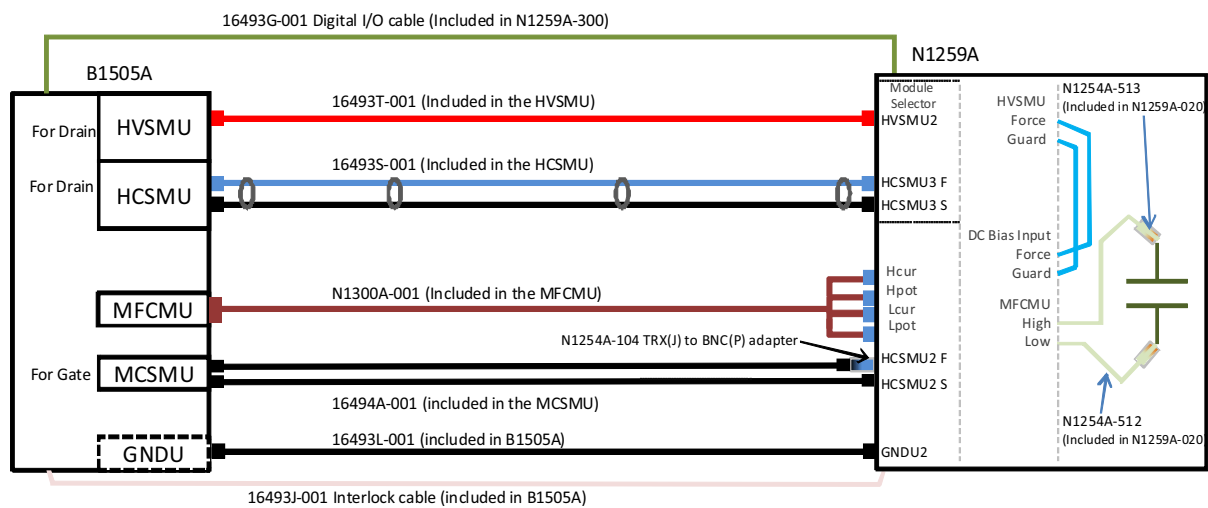 16493G-001 Digital I/O cable (Included in N1259A-300)
B1505A
N1259A
For Drain
HVSMU
16493T-001 (Included in the HVSMU)
Module
Selector
HVSMU2
HVSMU
Force
Guard
N1254A-513
(Included in N1259A-020)
For Drain
HCSMU
16493S-001 (Included in the HCSMU)
HCSMU3 F
HCSMU3 S
DC Bias Input
Force
Guard
MFCMU
N1300A-001 (Included in the MFCMU)
Hcur
Hpot
Lcur
Lpot
MFCMU
High
Low
N1254A-104 TRX(J) to BNC(P) adapter
For Gate
MCSMU
HCSMU2 F
HCSMU2 S
16494A-001 (included in the MCSMU)
N1254A-512
(Included in N1259A-020)
GNDU
16493L-001 (included in B1505A)
GNDU2
16493J-001 Interlock cable (included in B1505A)